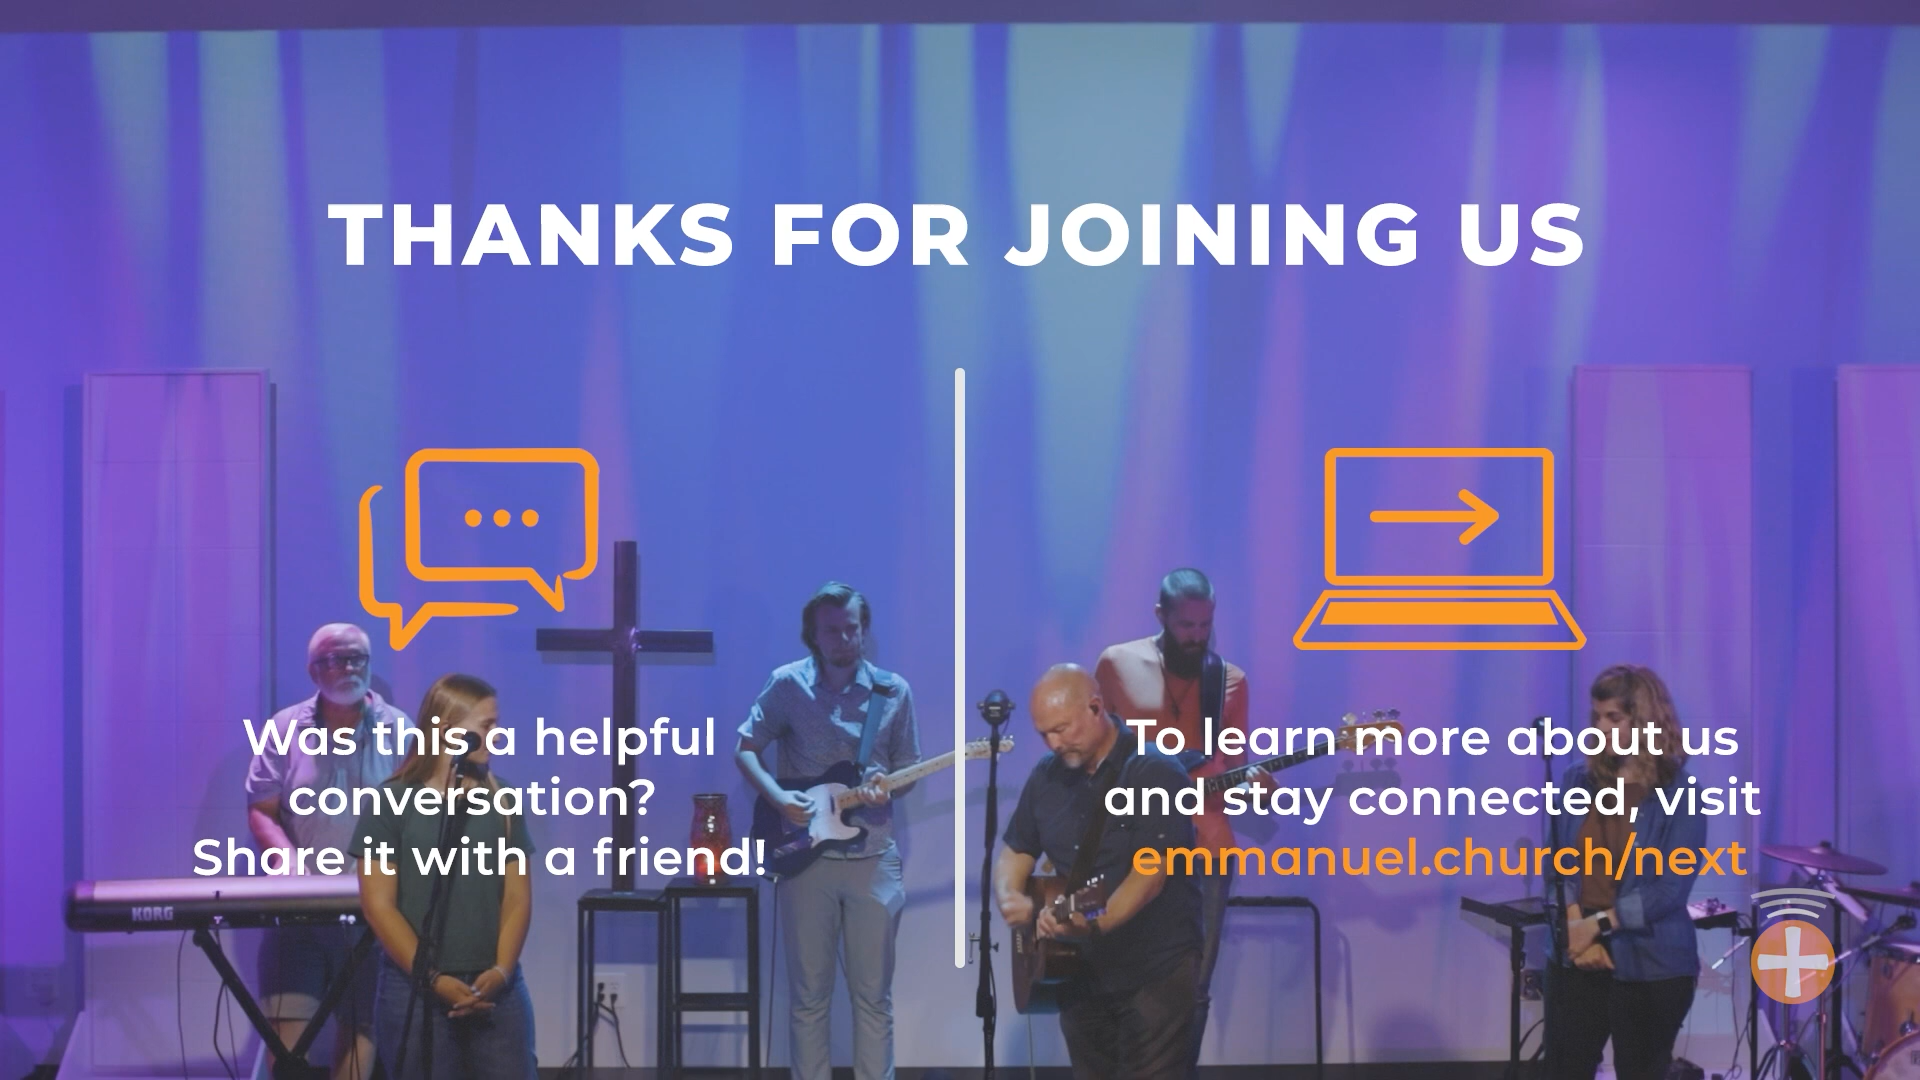 THANKS FOR JOINING US
Was this a helpful
conversation?
Share it with a friend!
To learn more about us
and stay connected, visit
emmanuel.church/next
KORG